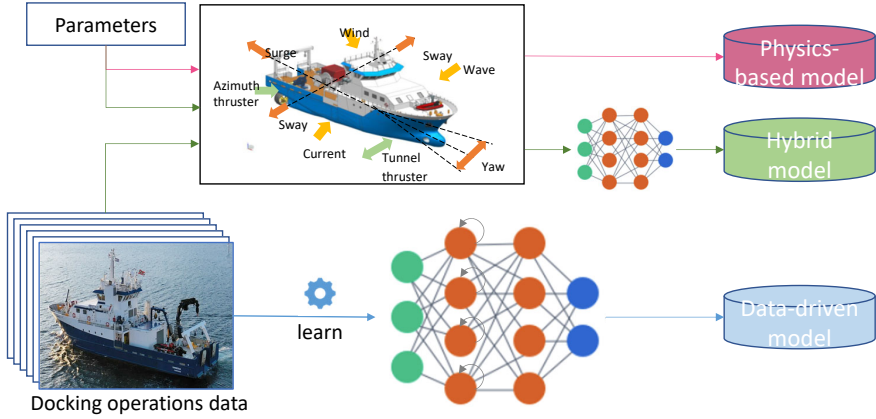 Parameters
Wind
Surge
Sway
Wave
Azimuth
thruster
Sway
Current
Tunnel
thruster
Yaw
Physics-
based model
Hybrid
model
learn
Data-driven
model
Docking operations data